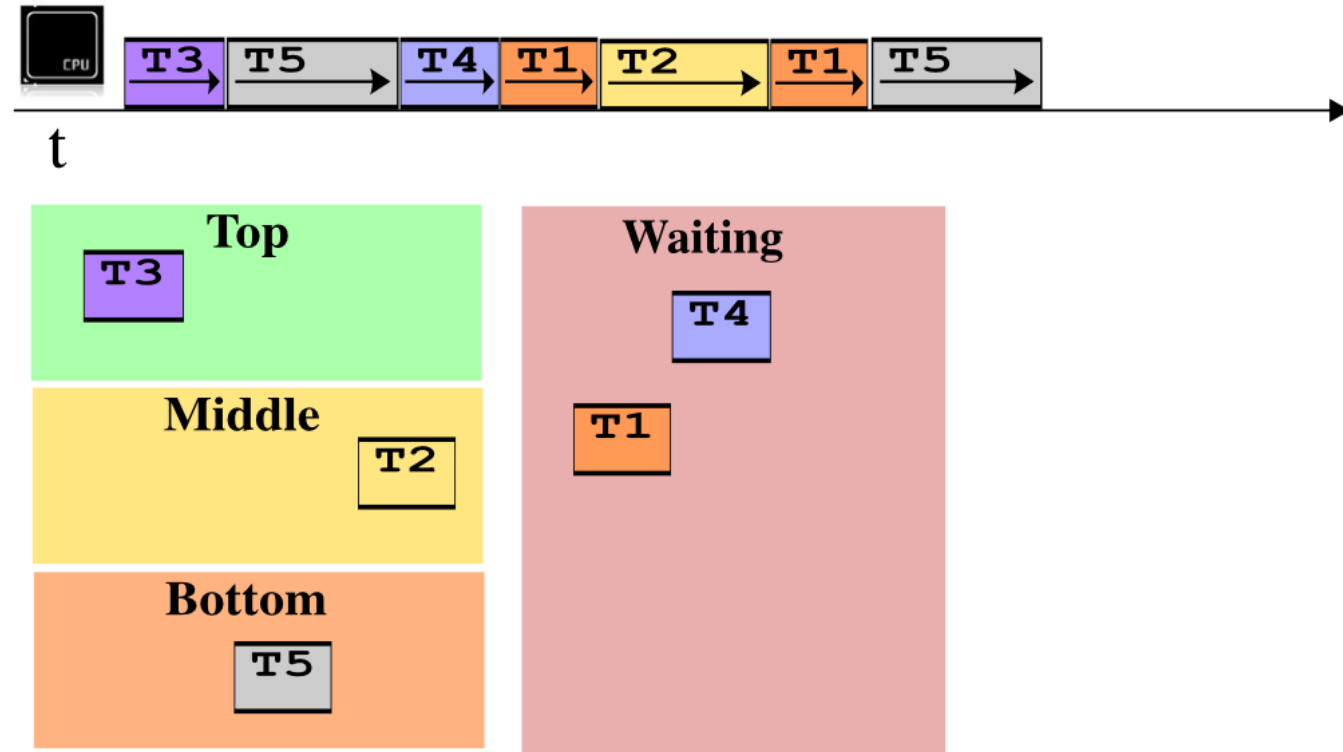 T3 T5 T4 T1 T2 T1 T5
CPU
t
Top
T3
Middle
T2
Bottom
T5
Waiting
T4
T1